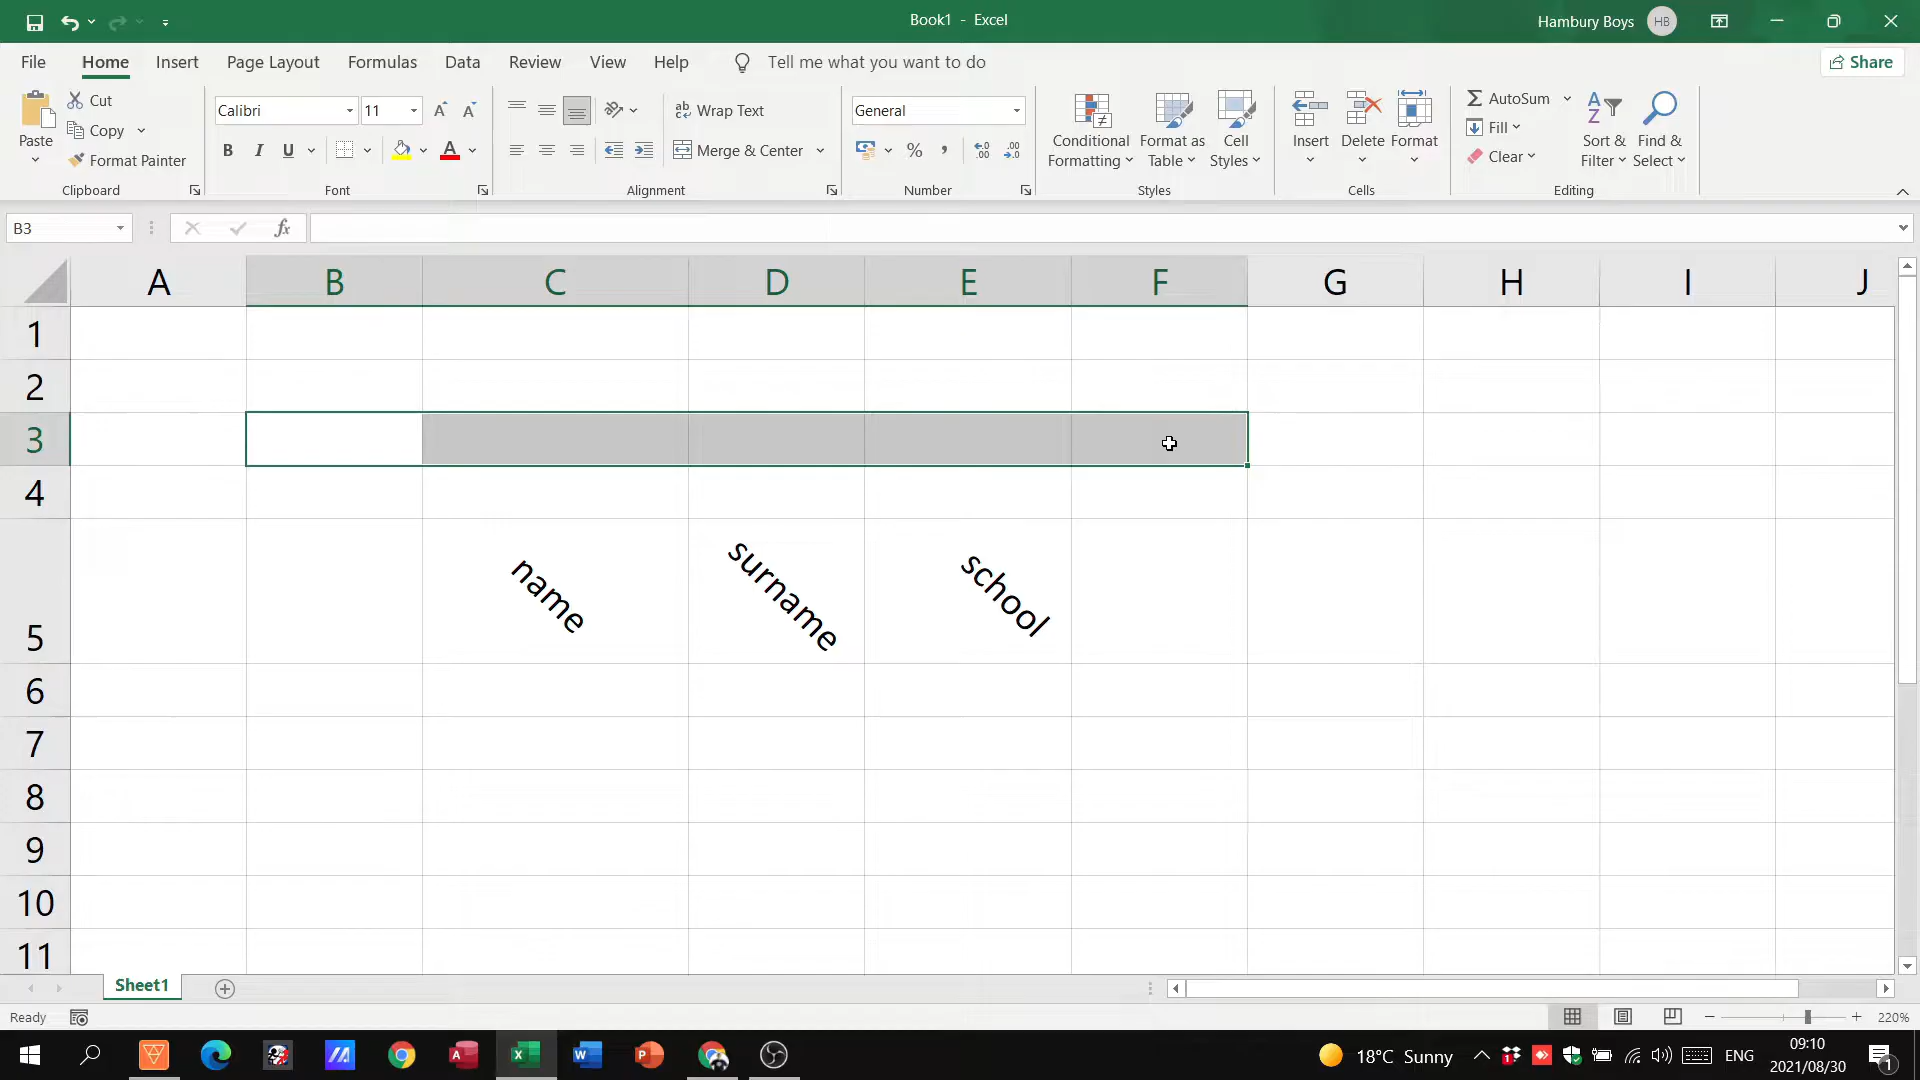 Book1 - Excel
Hambury Boys HB
File Home Insert Page Layout Formulas Data Review View Help Tell me what you want to do Share
Paste
Cut
Copy
Format Painter
Clipboard
Calibri 11
B I U A
Font
ab Wrap Text
Merge & Center
Alignment
General
% ,
Number
Conditional Formatting
Format as Table
Cell Styles
Styles
Insert Delete Format
Cells
AutoSum
Fill
Clear
Sort & Filter
Find & Select
Editing
B3 fx
A B C D E F G H I J
1
2
3
4
5 name surname school
6
7
8
9
10
11
Sheet1
Ready 220%
18°C Sunny ENG 09:10
2021/08/30 1